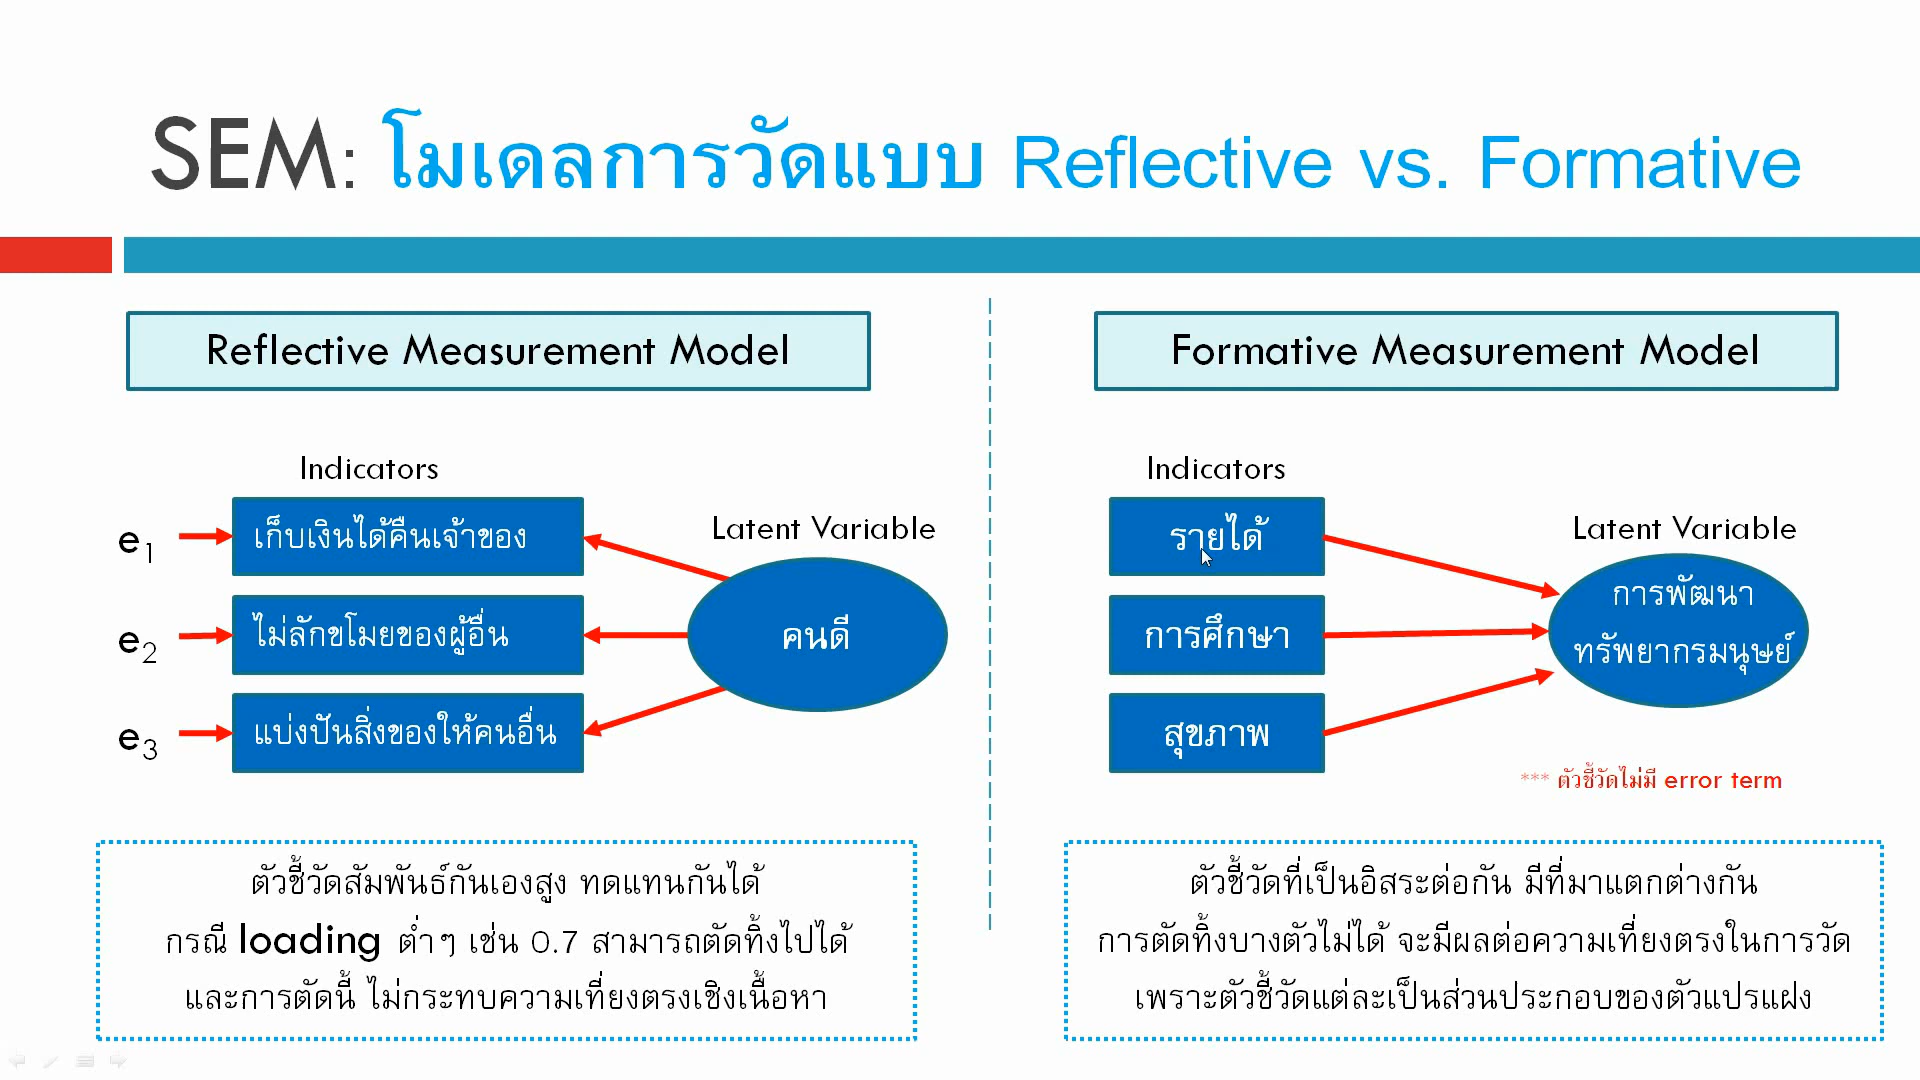 SEM: โมเดลการวัดแบบ Reflective vs. Formative
Reflective Measurement Model
Indicators
Latent Variable
e1
เก็บเงินได้คืนเจ้าของ
e2
ไม่ลักขโมยของผู้อื่น
e3
แบ่งปันสิ่งของให้คนอื่น
คนดี
ตัวชี้วัดสัมพันธ์กันเองสูง ทดแทนกันได้
กรณี loading ต่ำๆ เช่น 0.7 สามารถตัดทิ้งไปได้
และการตัดนี้ ไม่กระทบความเที่ยงตรงเชิงเนื้อหา
Formative Measurement Model
Indicators
Latent Variable
รายได้
การศึกษา
สุขภาพ
การพัฒนา
ทรัพยากรมนุษย์
*** ตัวชี้วัดไม่มี error term
ตัวชี้วัดที่เป็นอิสระต่อกัน มีที่มาแตกต่างกัน
การตัดทิ้งบางตัวไม่ได้ จะมีผลต่อความเที่ยงตรงในการวัด
เพราะตัวชี้วัดแต่ละเป็นส่วนประกอบของตัวแปรแฝง